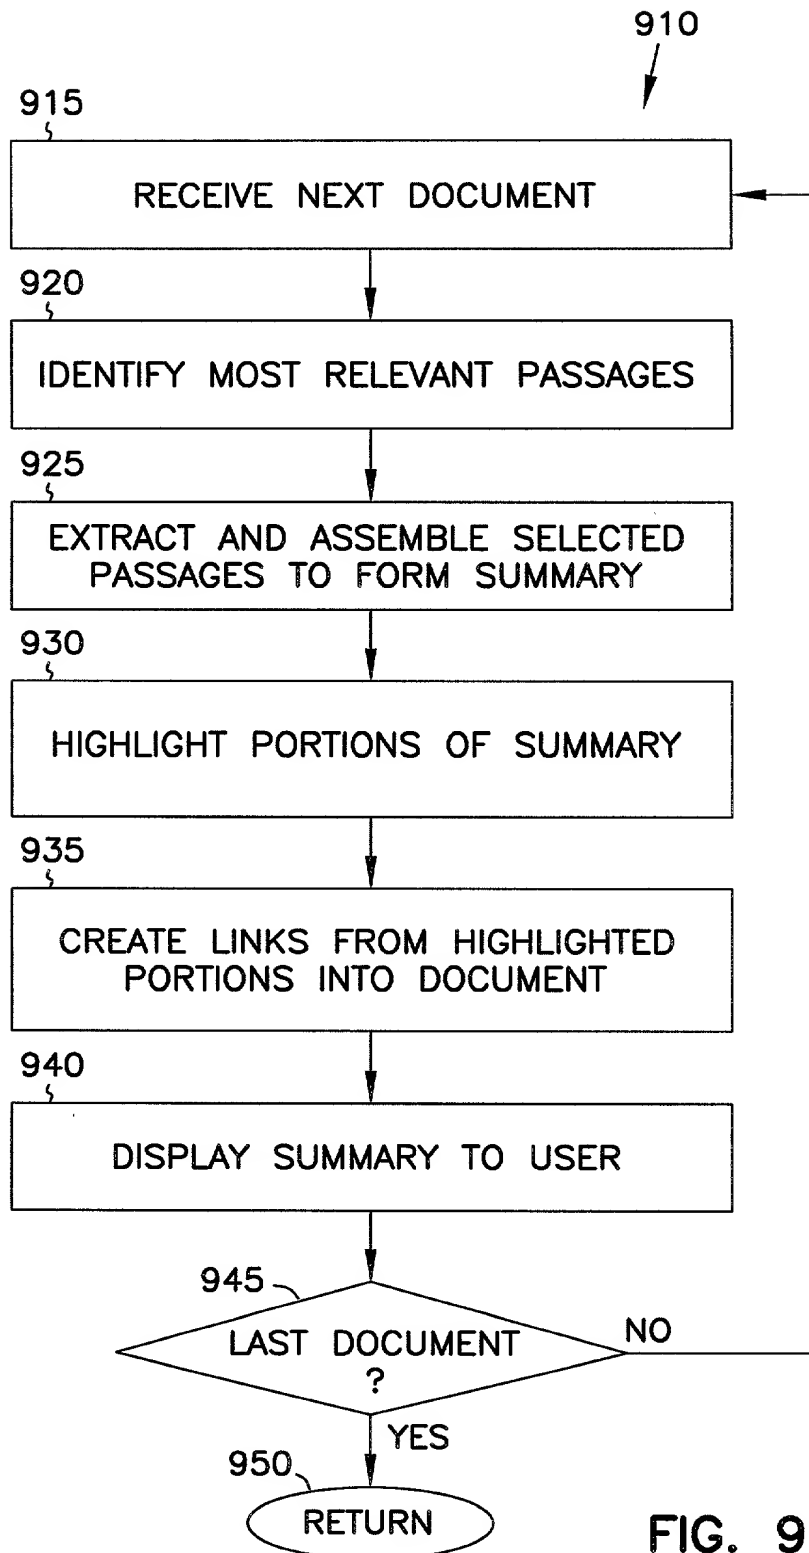 910
915
RECEIVE NEXT DOCUMENT
920
IDENTIFY MOST RELEVANT PASSAGES
925
EXTRACT AND ASSEMBLE SELECTED
PASSAGES TO FORM SUMMARY
930
HIGHLIGHT PORTIONS OF SUMMARY
935
CREATE LINKS FROM HIGHLIGHTED
PORTIONS INTO DOCUMENT
940
DISPLAY SUMMARY TO USER
945
LAST DOCUMENT
?
NO
YES
950
RETURN
FIG. 9